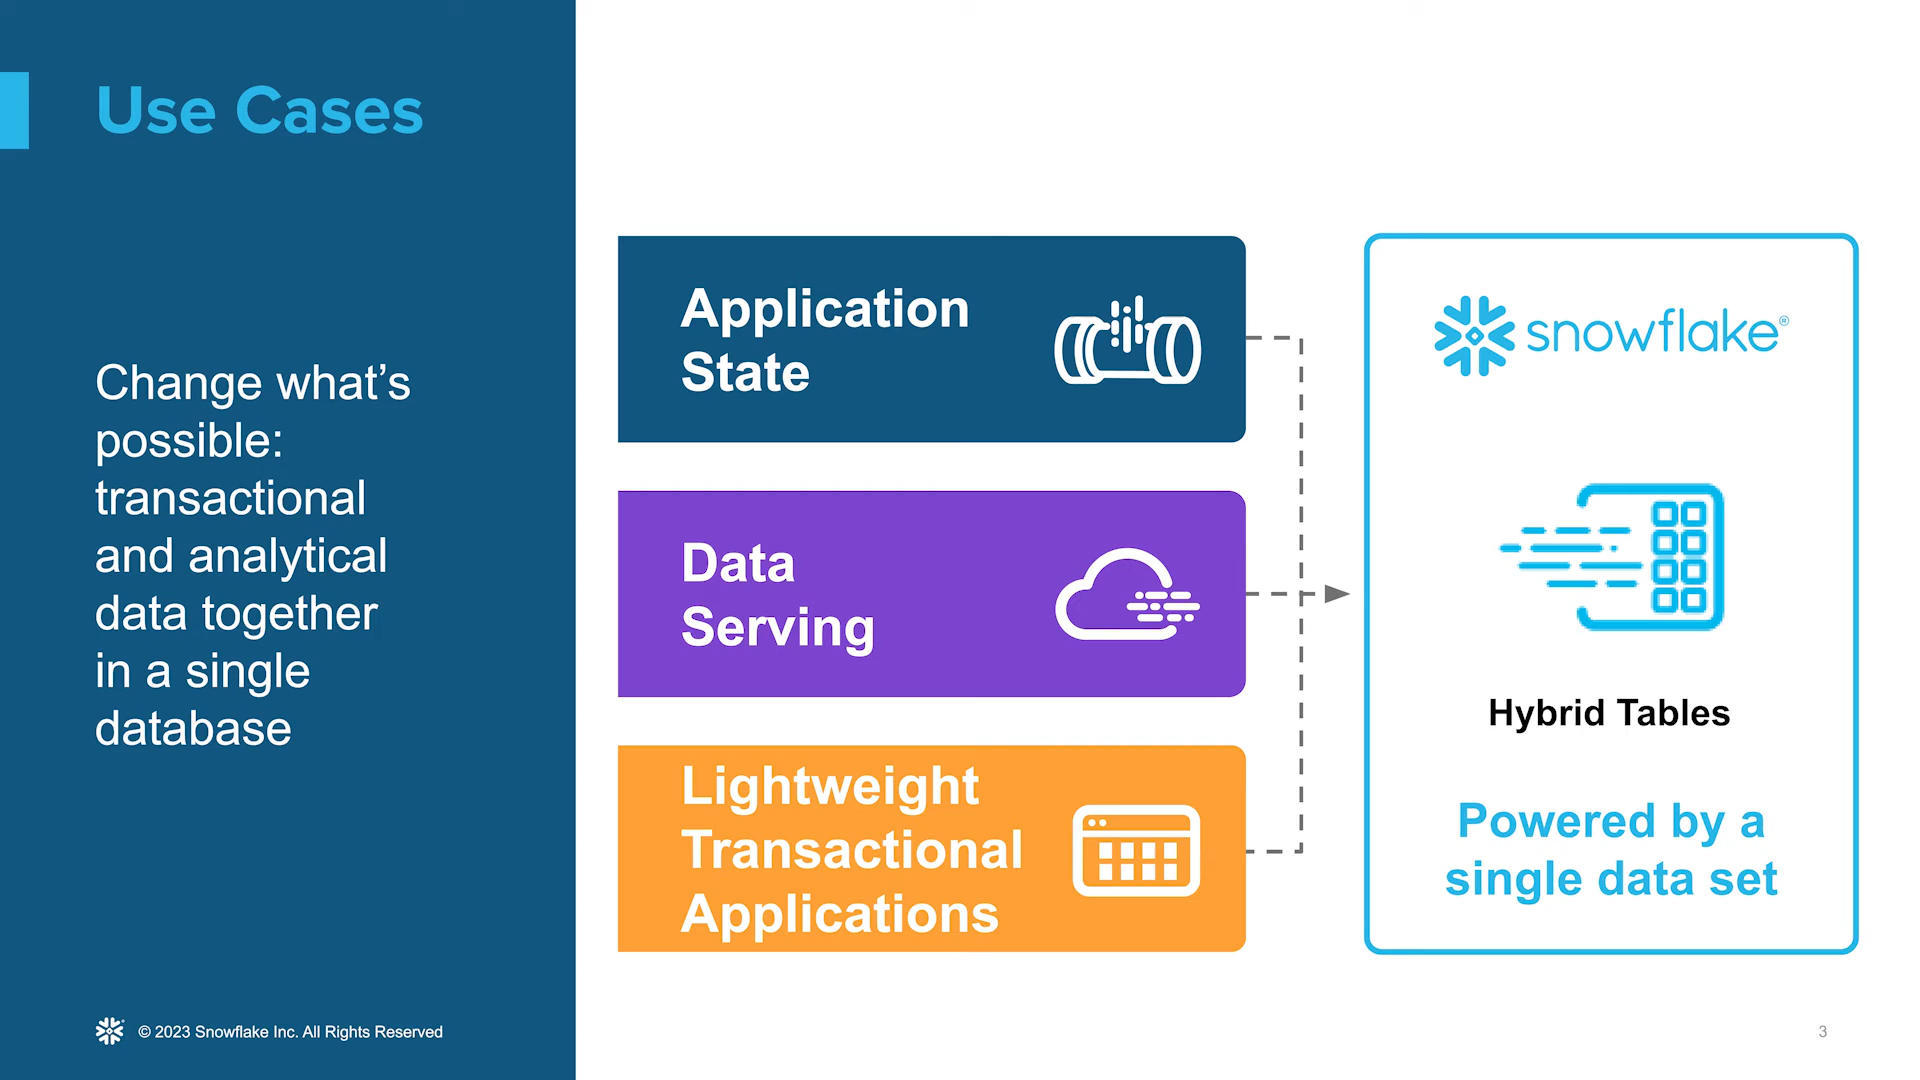 Use Cases
Change what’s
possible:
transactional
and analytical
data together
in a single
database
Application
State
Data
Serving
Lightweight
Transactional
Applications
snowflake®
Hybrid Tables
Powered by a
single data set
© 2023 Snowflake Inc. All Rights Reserved
3